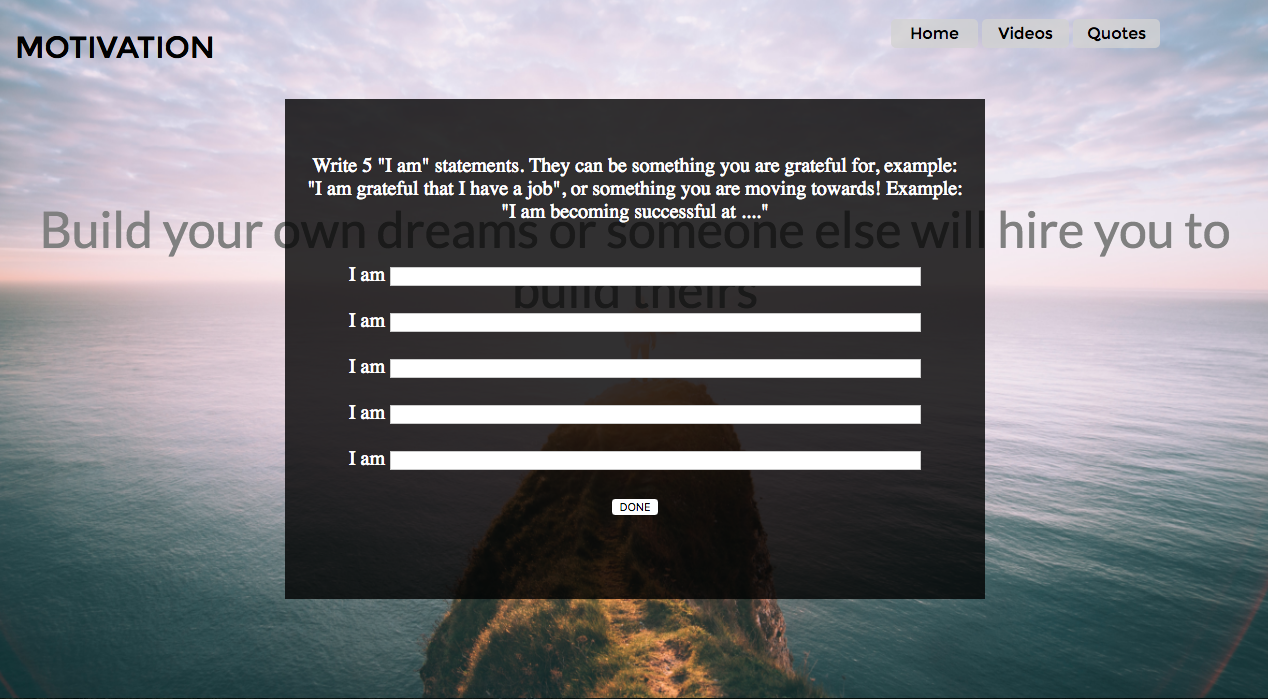 MOTIVATION
Home
Videos
Quotes
Write 5 "I am" statements. They can be something you are grateful for, example:
"I am grateful that I have a job", or something you are moving towards! Example:
"I am becoming successful at ...."
Build your own dreams or someone else will hire you to
build theirs
I am
I am
I am
I am
I am
DONE